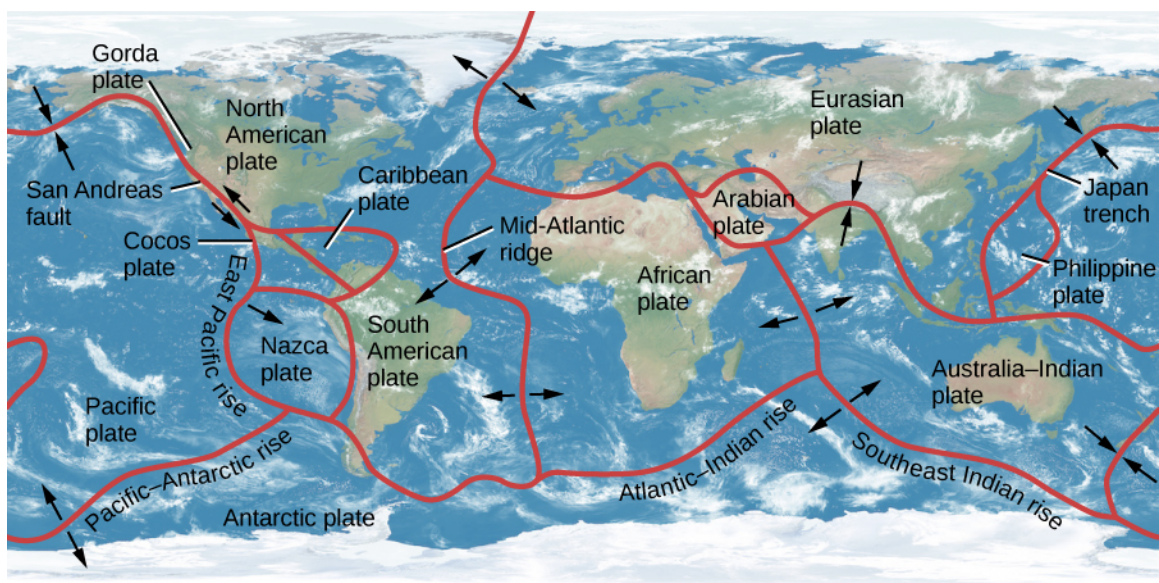 Gorda
plate
North
American
plate
San Andreas
fault
Caribbean
plate
Cocos
plate
Mid-Atlantic
ridge
Eurasian
plate
Arabian
plate
African
plate
Japan
trench
Philippine
plate
East Pacific rise
Nazca
plate
South
American
plate
Pacific
plate
Australia–Indian
plate
Pacific–Antarctic rise
Atlantic–Indian rise
Southeast Indian rise
Antarctic plate